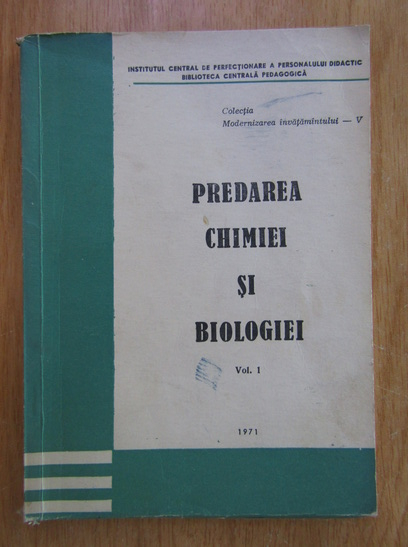 INSTITUTUL CENTRAL DE PERFECȚIONARE A PERSONALULUI DIDACTIC
BIBLIOTECA CENTRALĂ PEDAGOGICĂ
Colecția
Modernizarea învățămîntului — V
PREDAREA
CHIMIEI
ȘI
BIOLOGIEI
Vol. 1
1971